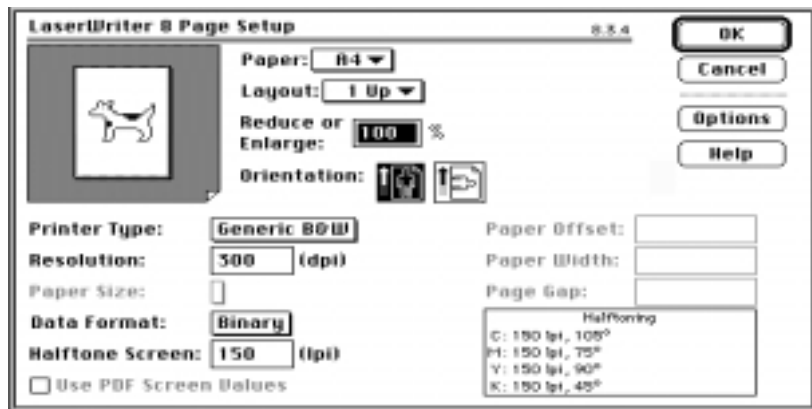 LaserWriter 8 Page Setup 8.3.4
OK
Paper: A4
Cancel
Layout: 1 Up
Reduce or Enlarge: 100 %
Options
Help
Orientation:
Printer Type: Generic B&W
Paper Offset:
Resolution: 300 (dpi)
Paper Width:
Paper Size:
Page Gap:
Data Format: Binary
Halftoning
C: 150 lpi, 105°
Halftone Screen: 150 (lpi)
M: 150 lpi, 75°
Y: 150 lpi, 90°
Use PDF Screen Values
K: 150 lpi, 45°